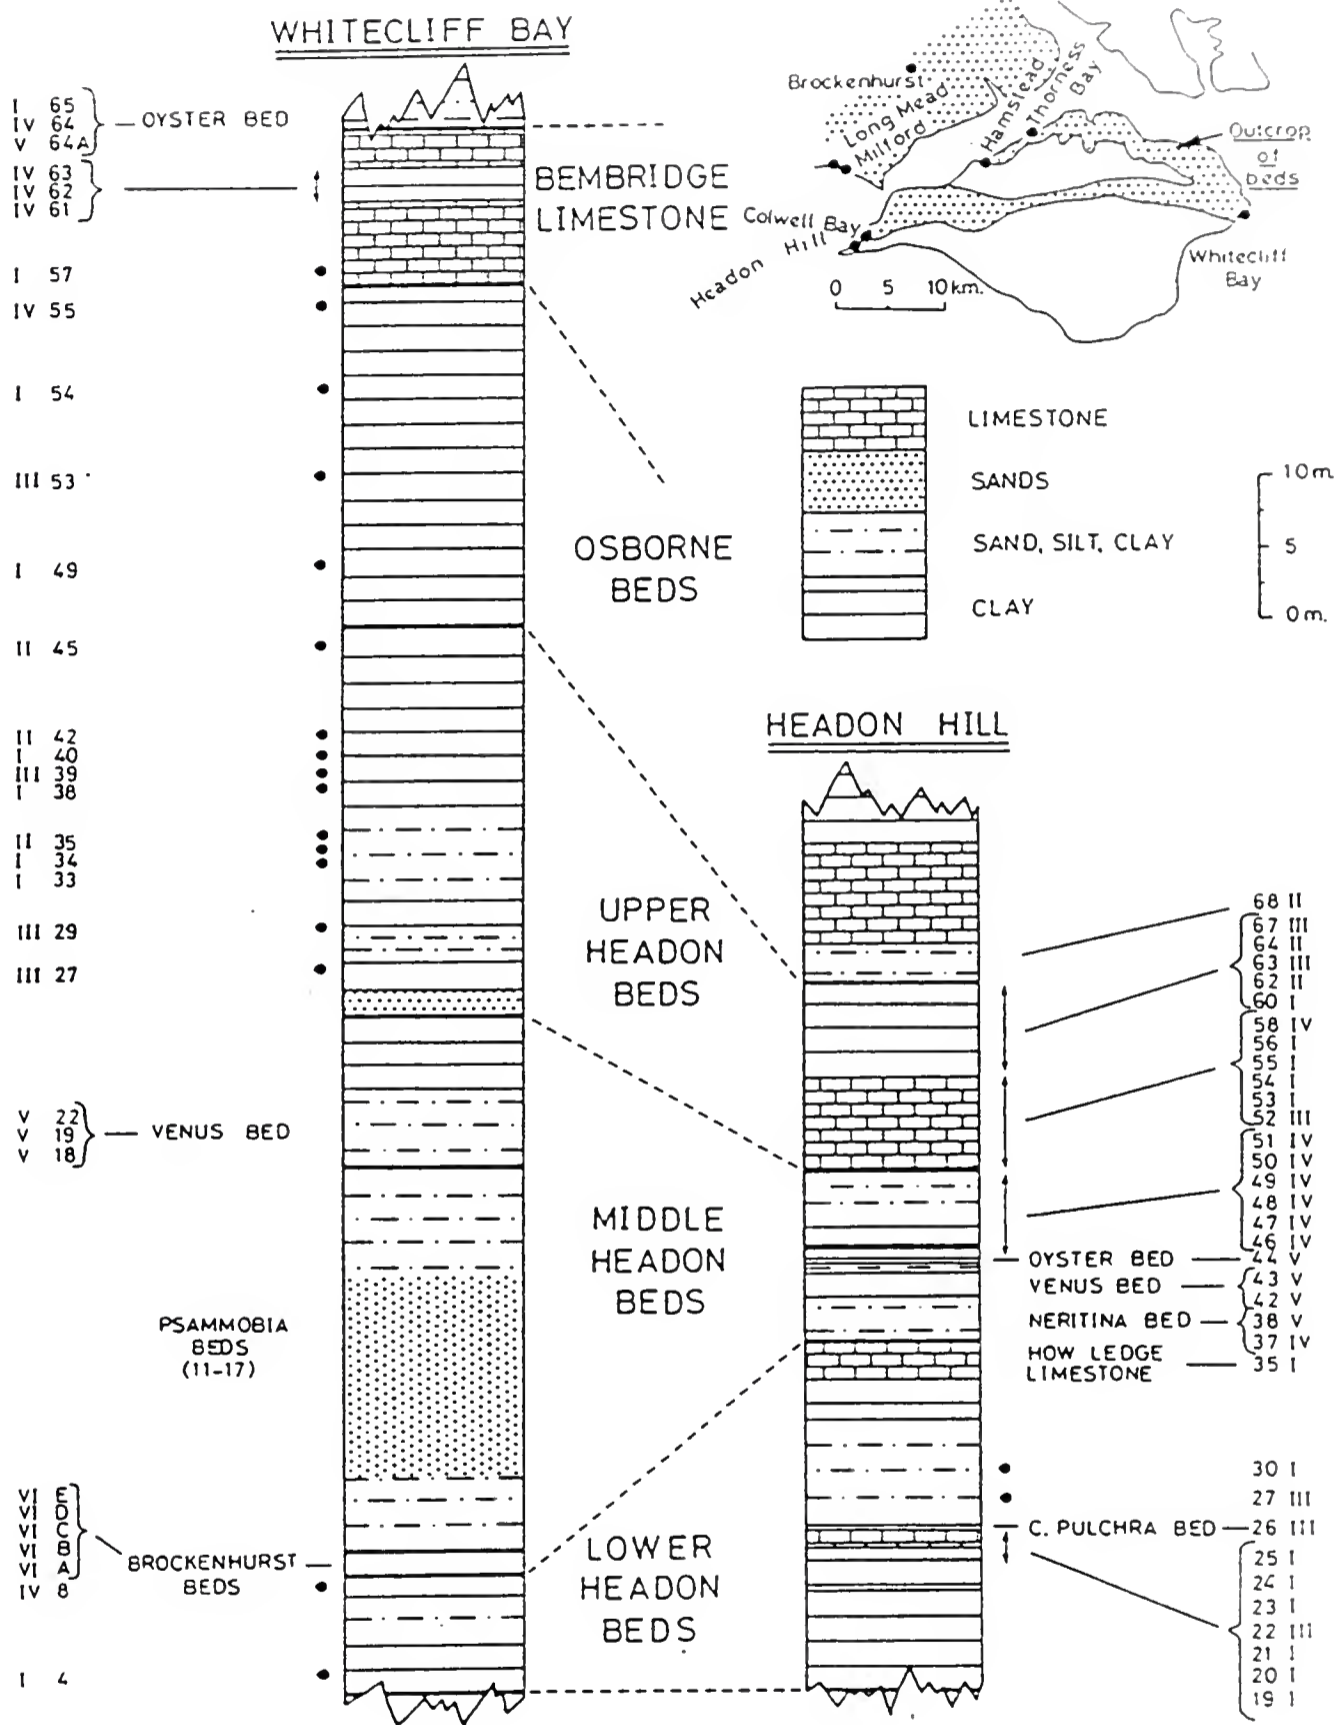 WHITECLIFF BAY
I 65
IV 64
V 64A
OYSTER BED
IV 63
IV 62
IV 61
I 57
IV 55
I 54
III 53
I 49
II 45
II 42
I 40
III 39
I 38
II 35
I 34
I 33
III 29
III 27
V 22
V 19
V 18
VENUS BED
PSAMMOBIA
BEDS
(11-17)
VI E
VI D
VI C
VI B
VI A
BROCKENHURST
BEDS
IV 8
I 4
BEMBRIDGE
LIMESTONE
OSBORNE
BEDS
UPPER
HEADON
BEDS
MIDDLE
HEADON
BEDS
LOWER
HEADON
BEDS
Brockenhurst
Long Mead
Milford
Hamstead
Thorness
Bay
Outcrop
of
beds
Colwell Bay
Headon Hill
Whitecliff
Bay
0 5 10 km.
LIMESTONE
SANDS
SAND, SILT, CLAY
CLAY
10 m
5
0 m.
HEADON HILL
68 II
67 III
64 II
63 III
62 II
60 I
58 IV
56 I
55 I
54 I
53 I
52 III
51 IV
50 IV
49 IV
48 IV
47 IV
46 IV
OYSTER BED 44 V
VENUS BED 43 V
42 V
NERITINA BED 38 V
37 IV
HOW LEDGE
LIMESTONE 35 I
30 I
27 III
C. PULCHRA BED 26 III
25 I
24 I
23 I
22 III
21 I
20 I
19 I